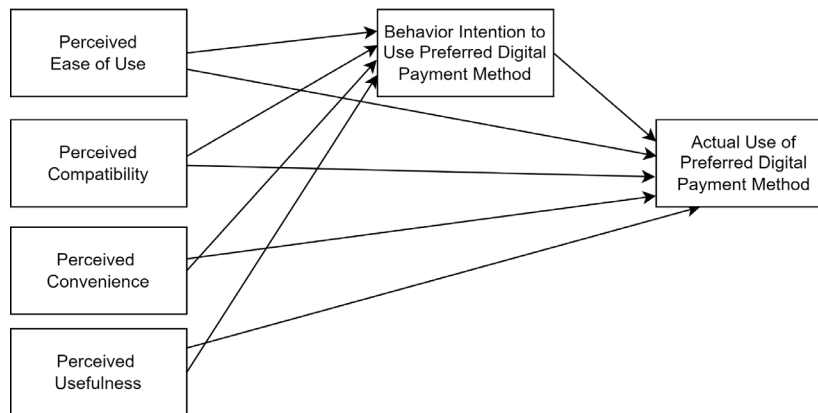 Perceived
Ease of Use
Behavior Intention to
Use Preferred Digital
Payment Method
Perceived
Compatibility
Actual Use of
Preferred Digital
Payment Method
Perceived
Convenience
Perceived
Usefulness